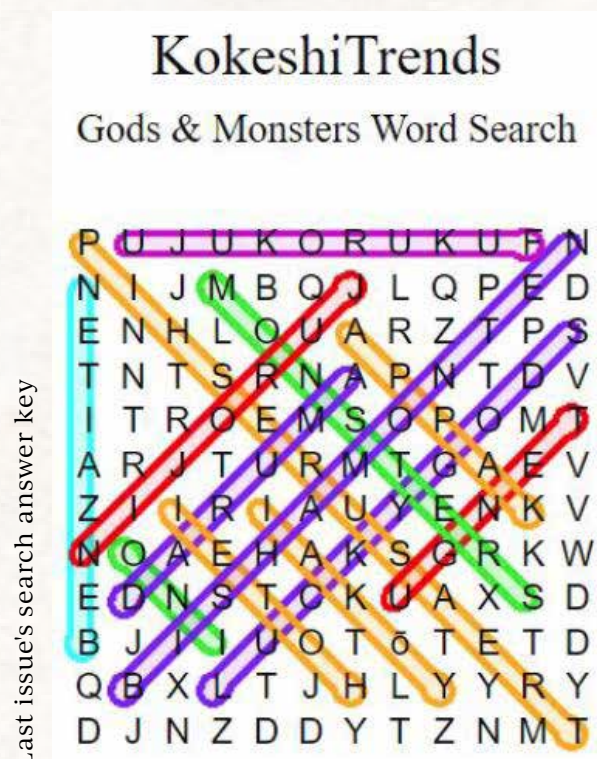 KokeshiTrends
Gods & Monsters Word Search
P U J U K O R U K U F N
N I J M B Q J L Q P E D
E N H L O U A R Z T P S
T N T S R N A P N T D V
I T R O E M S O P O M T
A R J T U R M T G A E V
Z I I R I A U Y E N K V
N O A E H A K S G R K W
E D N S T C K U A X S D
B J I I U O T ō T E T D
Q B X L T J H L Y Y R Y
D J N Z D D Y T Z N M T
Last issue's search answer key